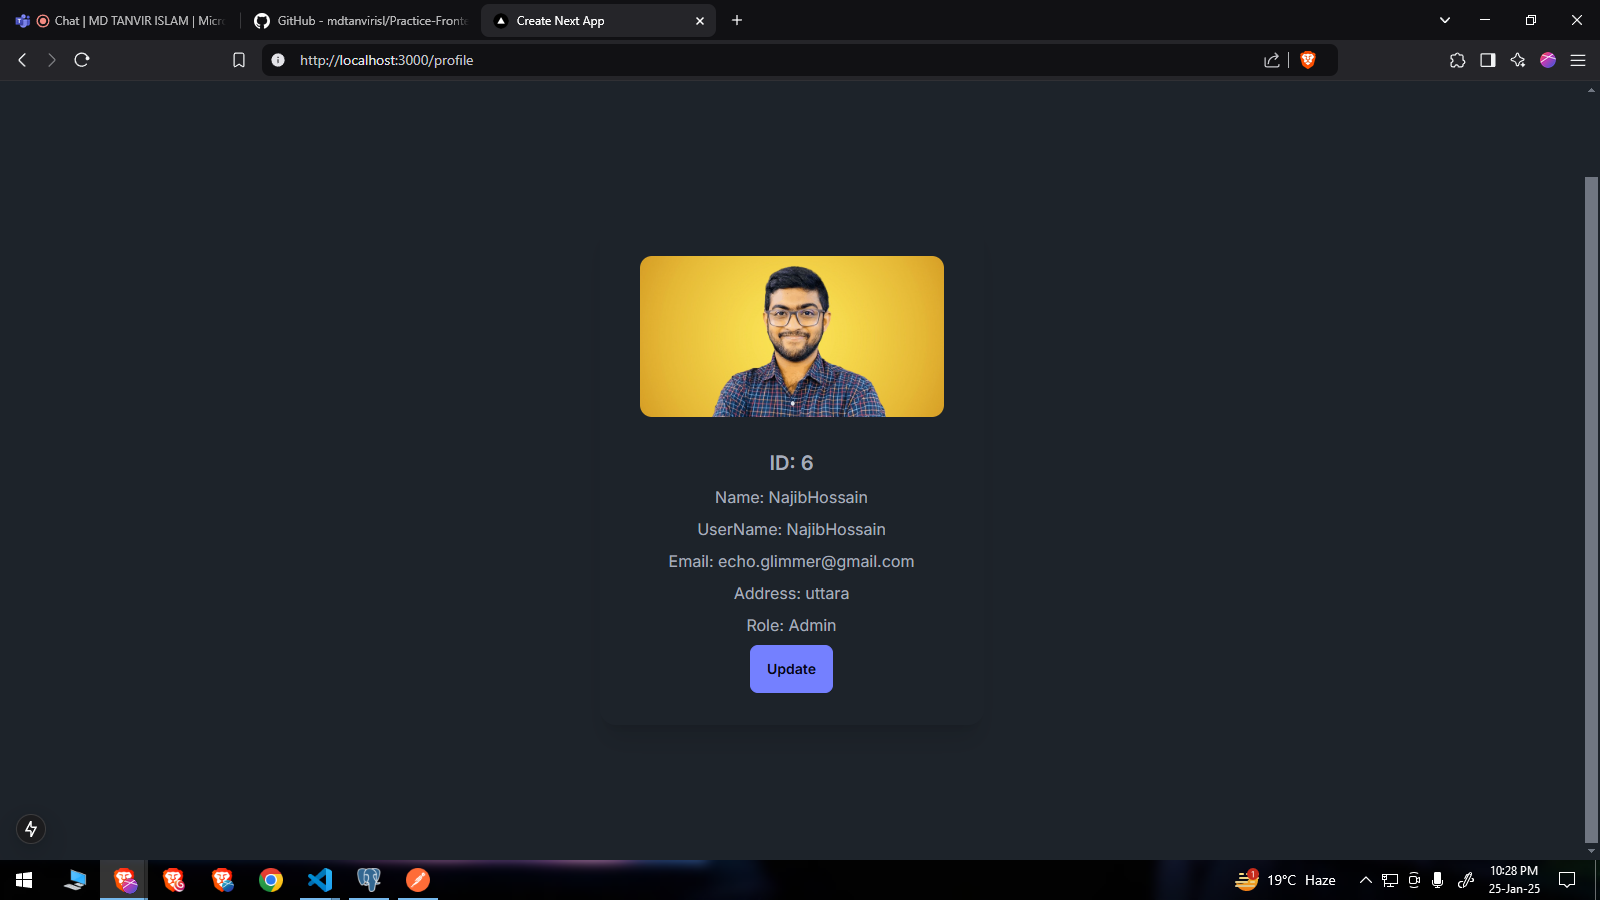 Chat | MD TANVIR ISLAM | Micr
GitHub - mdtanvirisl/Practice-Fronte
Create Next App
http://localhost:3000/profile
ID: 6
Name: NajibHossain
UserName: NajibHossain
Email: echo.glimmer@gmail.com
Address: uttara
Role: Admin
Update
1
19°C Haze
10:28 PM
25-Jan-25